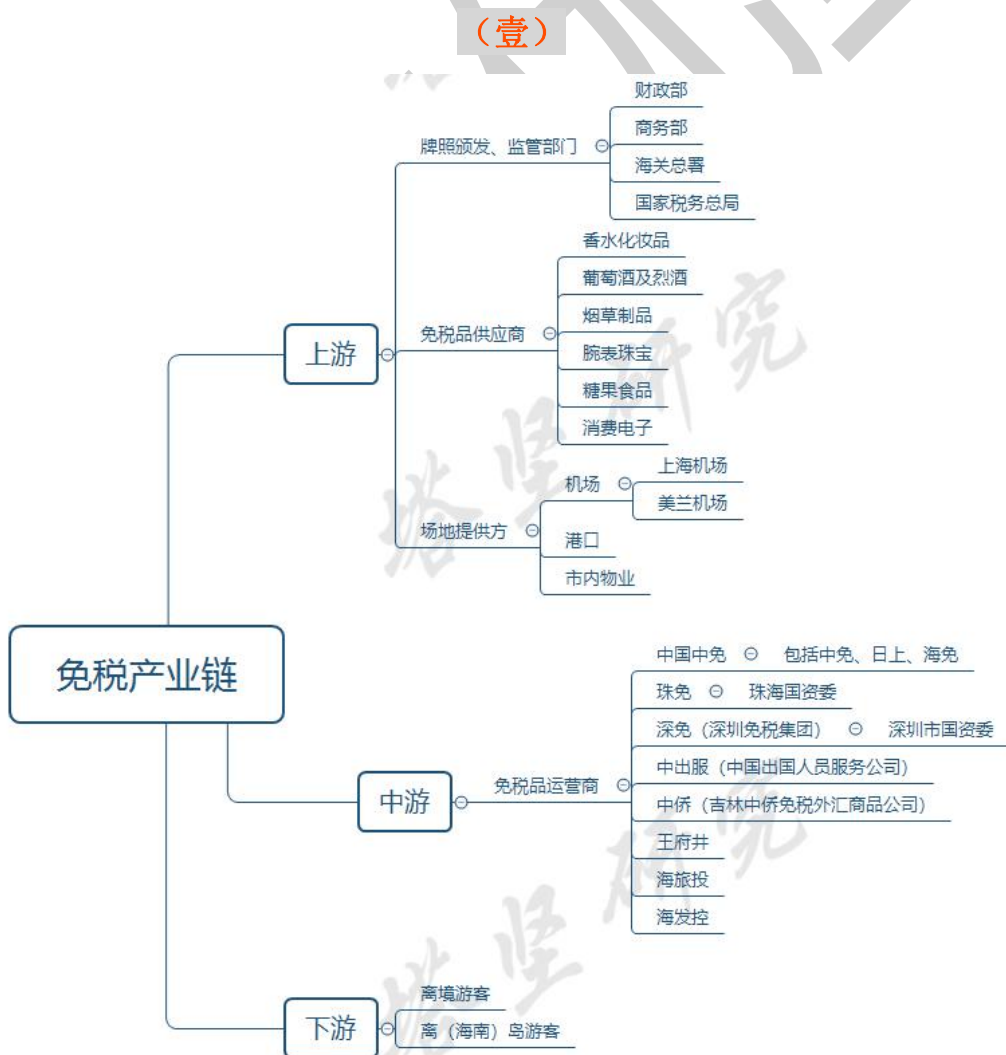 （壹）
财政部
商务部
牌照颁发、监管部门
海关总署
国家税务总局
香水化妆品
葡萄酒及烈酒
烟草制品
免税品供应商
腕表珠宝
糖果食品
消费电子
上游
上海机场
机场
美兰机场
场地提供方
港口
市内物业
免税产业链
中国中免 包括中免、日上、海免
珠免 珠海国资委
深免（深圳免税集团） 深圳市国资委
中出服（中国出国人员服务公司）
免税品运营商
中游
中侨（吉林中侨免税外汇商品公司）
王府井
海旅投
海发控
下游
离境游客
离（海南）岛游客
塔坚研究
塔坚研究